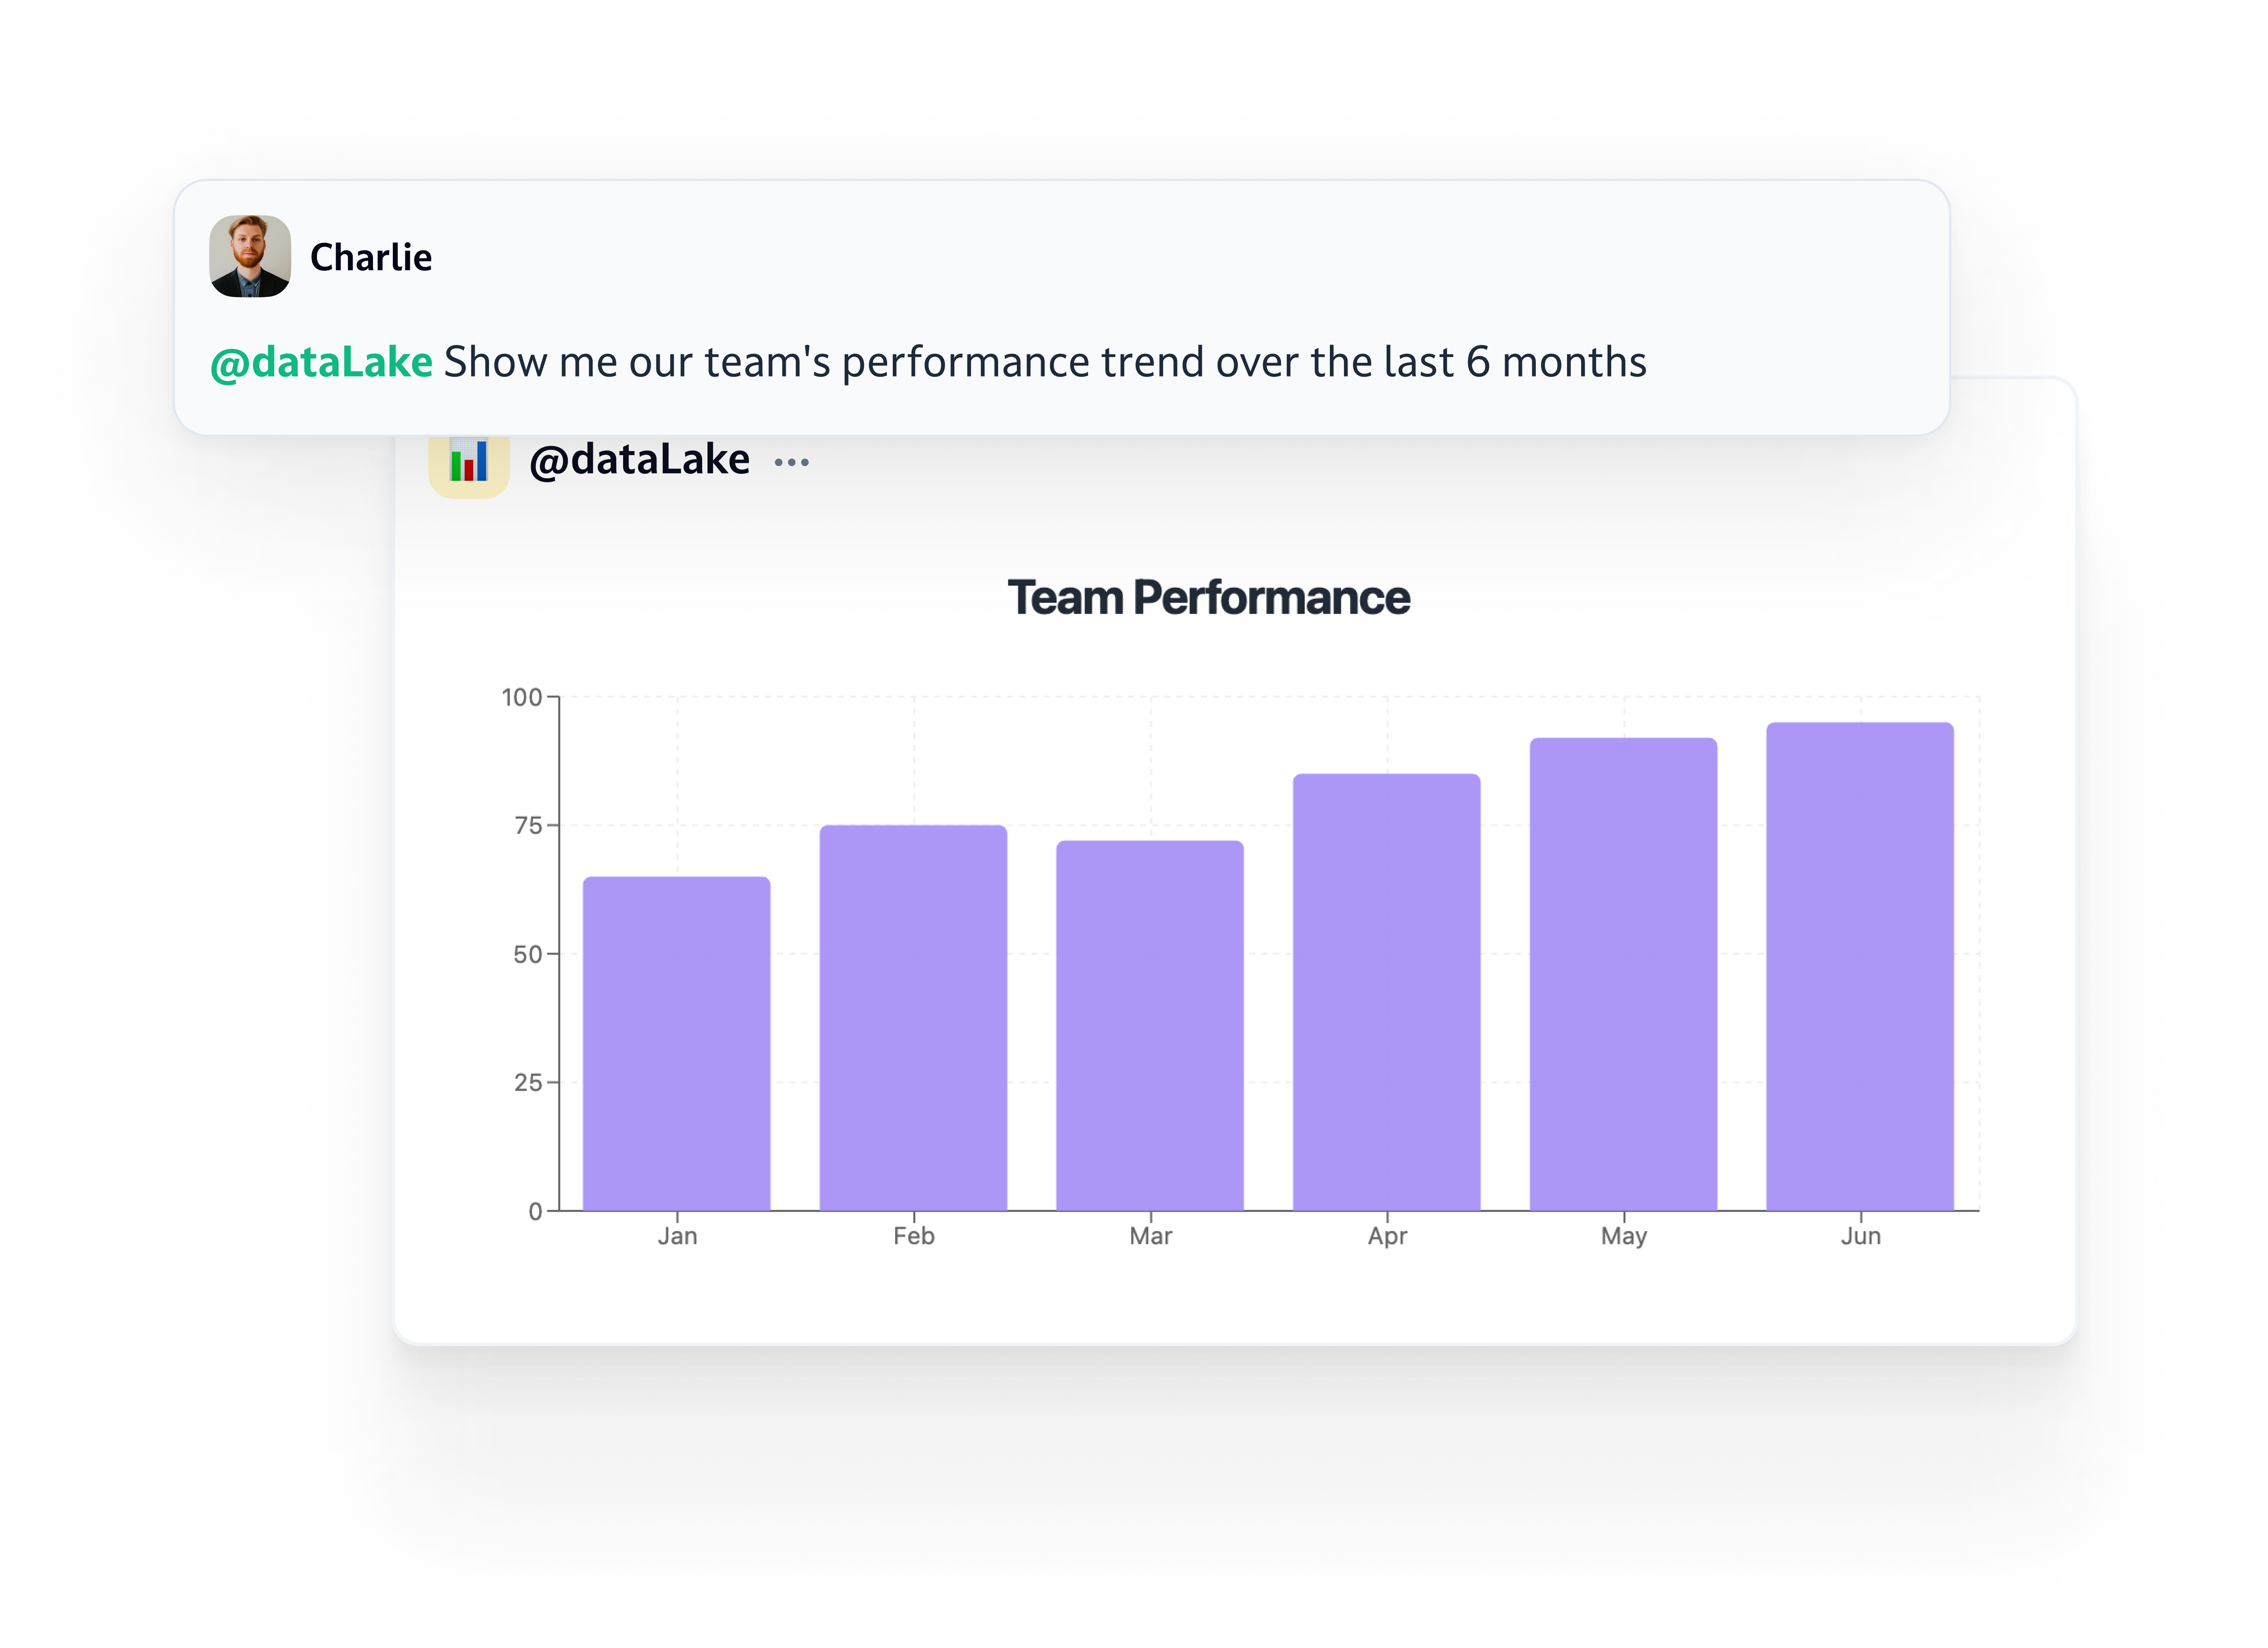 Charlie
@dataLake Show me our team's performance trend over the last 6 months
@dataLake •••
Team Performance
100
75
50
25
0
Jan Feb Mar Apr May Jun